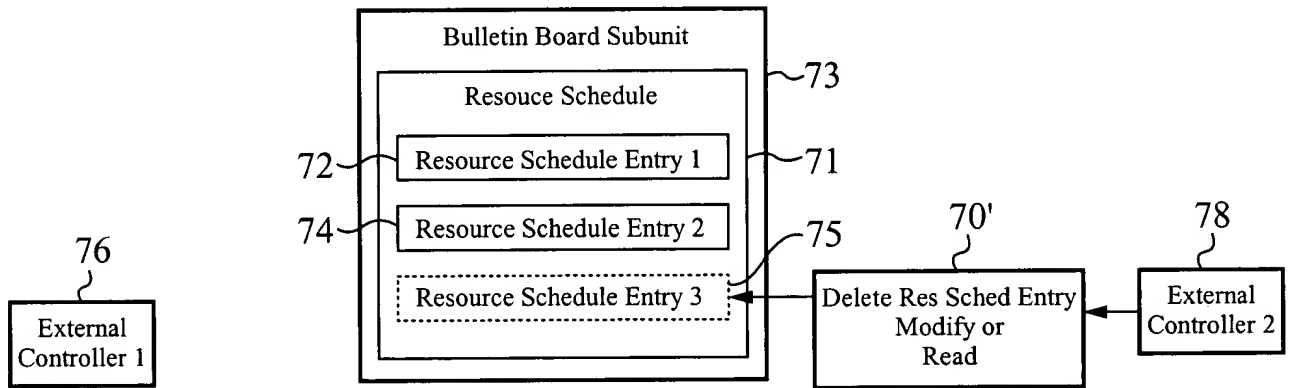 Bulletin Board Subunit
73
Resouce Schedule
72
Resource Schedule Entry 1
71
74
Resource Schedule Entry 2
75
Resource Schedule Entry 3
76
External
Controller 1
70'
Delete Res Sched Entry
Modify or
Read
78
External
Controller 2